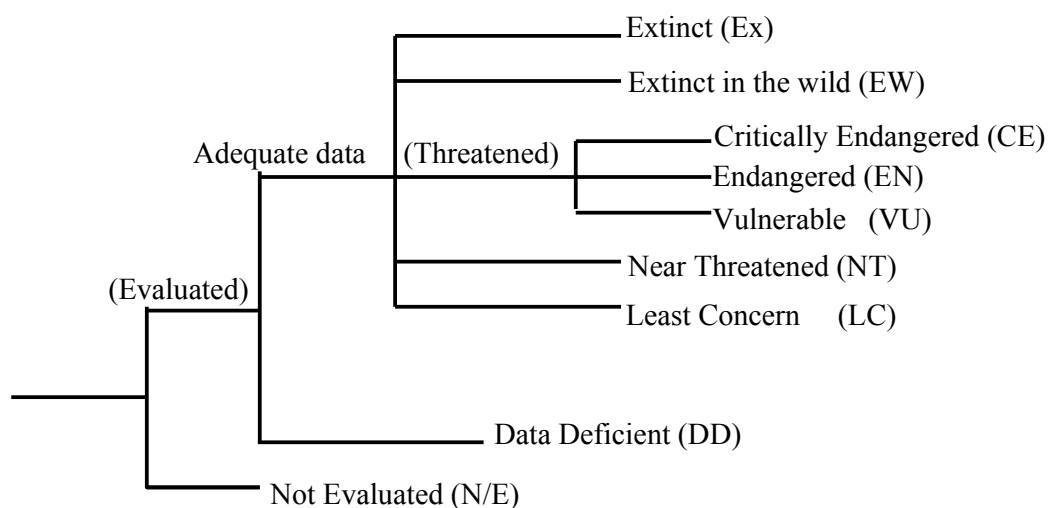 Extinct (Ex)
Extinct in the wild (EW)
Critically Endangered (CE)
Adequate data (Threatened)
Endangered (EN)
Vulnerable (VU)
Near Threatened (NT)
(Evaluated)
Least Concern (LC)
Data Deficient (DD)
Not Evaluated (N/E)